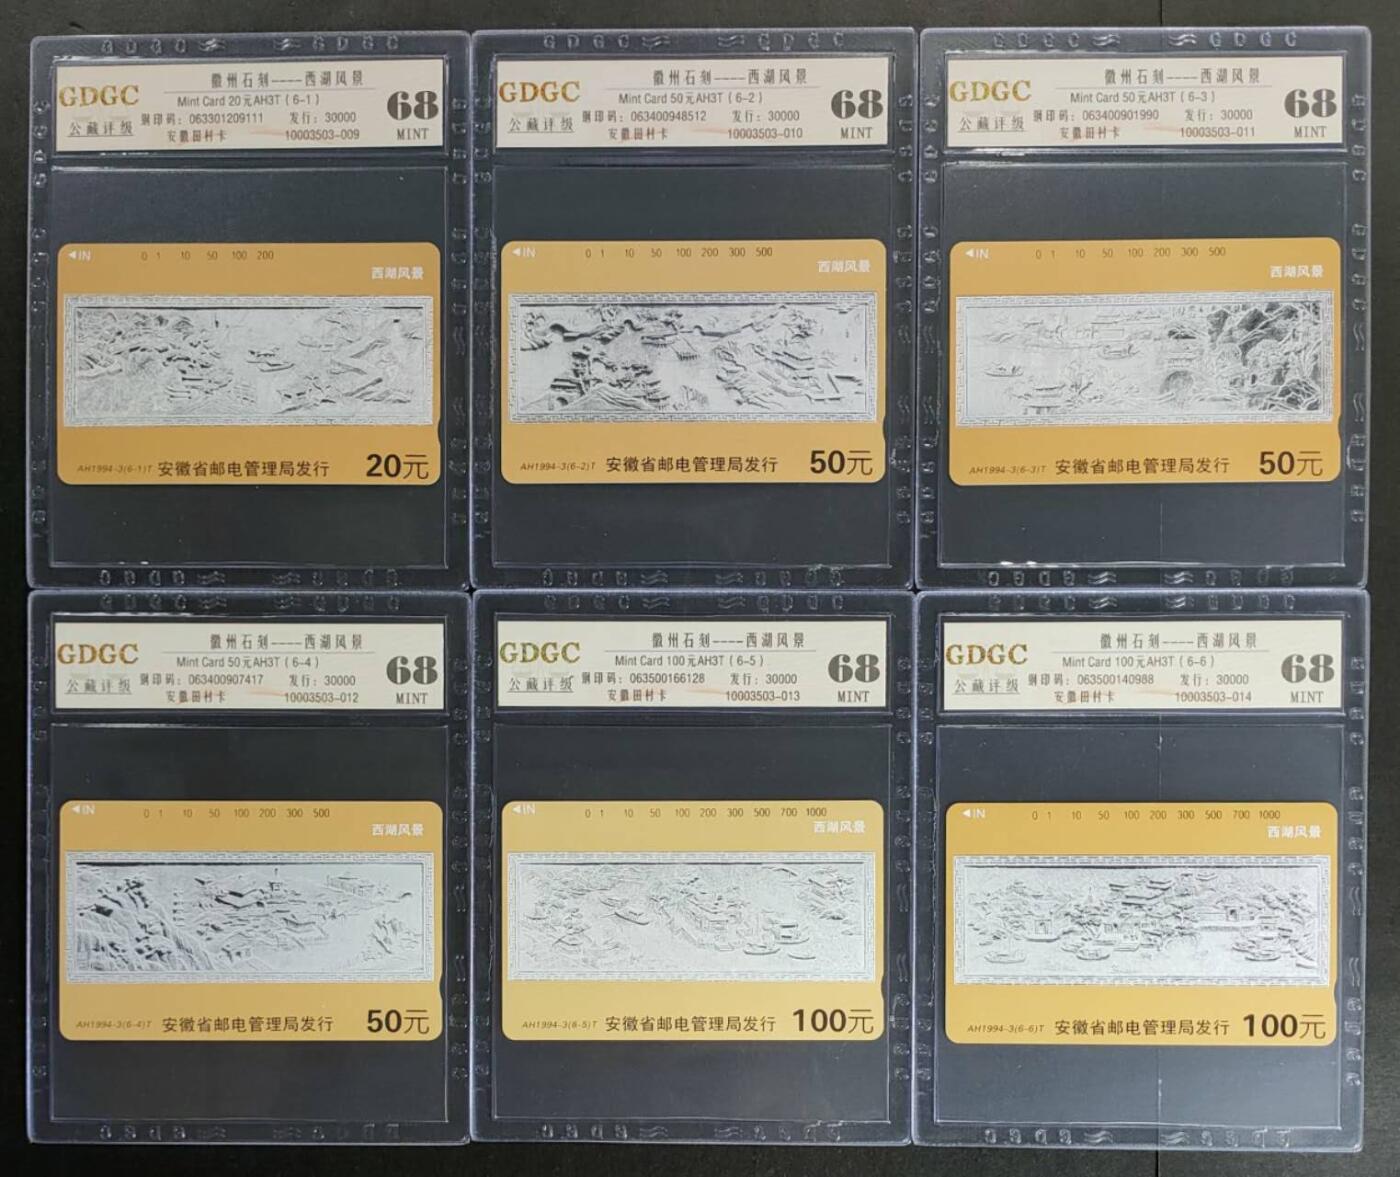 GDGC
公藏评级
徽州石刻----西湖风景
Mint Card 20元AH3T (6-1)
钢印码: 063301209111 发行: 30000
安徽田村卡 10003503-009
68
MINT
IN 0 1 10 50 100 200
西湖风景
AH1994-3(6-1)T 安徽省邮电管理局发行 20元
GDGC
公藏评级
徽州石刻----西湖风景
Mint Card 50元AH3T (6-2)
钢印码: 063400948512 发行: 30000
安徽田村卡 10003503-010
68
MINT
IN 0 1 10 50 100 200 300 500
西湖风景
AH1994-3(6-2)T 安徽省邮电管理局发行 50元
GDGC
公藏评级
徽州石刻----西湖风景
Mint Card 50元AH3T (6-3)
钢印码: 063400901990 发行: 30000
安徽田村卡 10003503-011
68
MINT
IN 0 1 10 50 100 200 300 500
西湖风景
AH1994-3(6-3)T 安徽省邮电管理局发行 50元
GDGC
公藏评级
徽州石刻----西湖风景
Mint Card 50元AH3T (6-4)
钢印码: 063400907417 发行: 30000
安徽田村卡 10003503-012
68
MINT
IN 0 1 10 50 100 200 300 500
西湖风景
AH1994-3(6-4)T 安徽省邮电管理局发行 50元
GDGC
公藏评级
徽州石刻----西湖风景
Mint Card 100元AH3T (6-5)
钢印码: 063500166128 发行: 30000
安徽田村卡 10003503-013
68
MINT
IN 0 1 10 50 100 200 300 500 700 1000
西湖风景
AH1994-3(6-5)T 安徽省邮电管理局发行 100元
GDGC
公藏评级
徽州石刻----西湖风景
Mint Card 100元AH3T (6-6)
钢印码: 063500140988 发行: 30000
安徽田村卡 10003503-014
68
MINT
IN 0 1 10 50 100 200 300 500 700 1000
西湖风景
AH1994-3(6-6)T 安徽省邮电管理局发行 100元